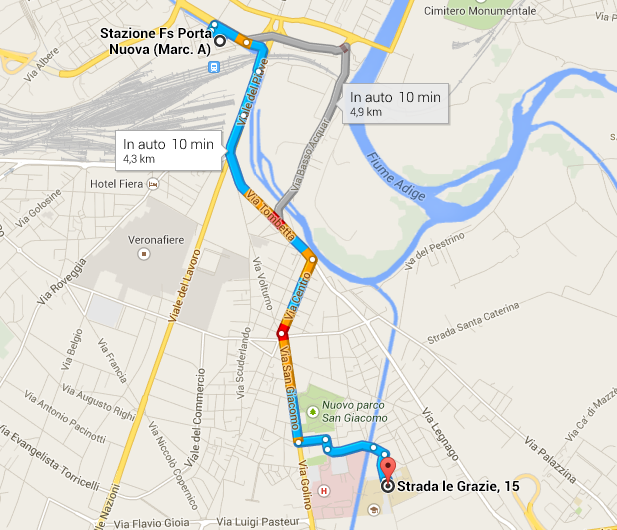 Cimitero Monumentale
Stazione Fs Porta
Nuova (Marc. A)
Via Albere
Viale del Piave
In auto 10 min
4,9 km
In auto 10 min
4,3 km
Via Basso Acquar
Fiume Adige
Hotel Fiera
Via Golosine
Via Tombetta
Veronafiere
Via del Pestrino
Via Roveggia
Viale del Lavoro
Via Volturno
Via Centro
Strada Santa Caterina
Via Belgio
Via Francia
Via Scuderlando
Via San Giacomo
Via Augusto Righi
Viale del Commercio
Via Antonio Pacinotti
Nuovo parco
San Giacomo
Via Legnago
Via Ca' di Mazzè
Via Palazzina
Via Evangelista Torricelli
Via Niccolò Copernico
Via Golino
H
Strada le Grazie, 15
Viale delle Nazioni
Via Flavio Gioia
Via Luigi Pasteur